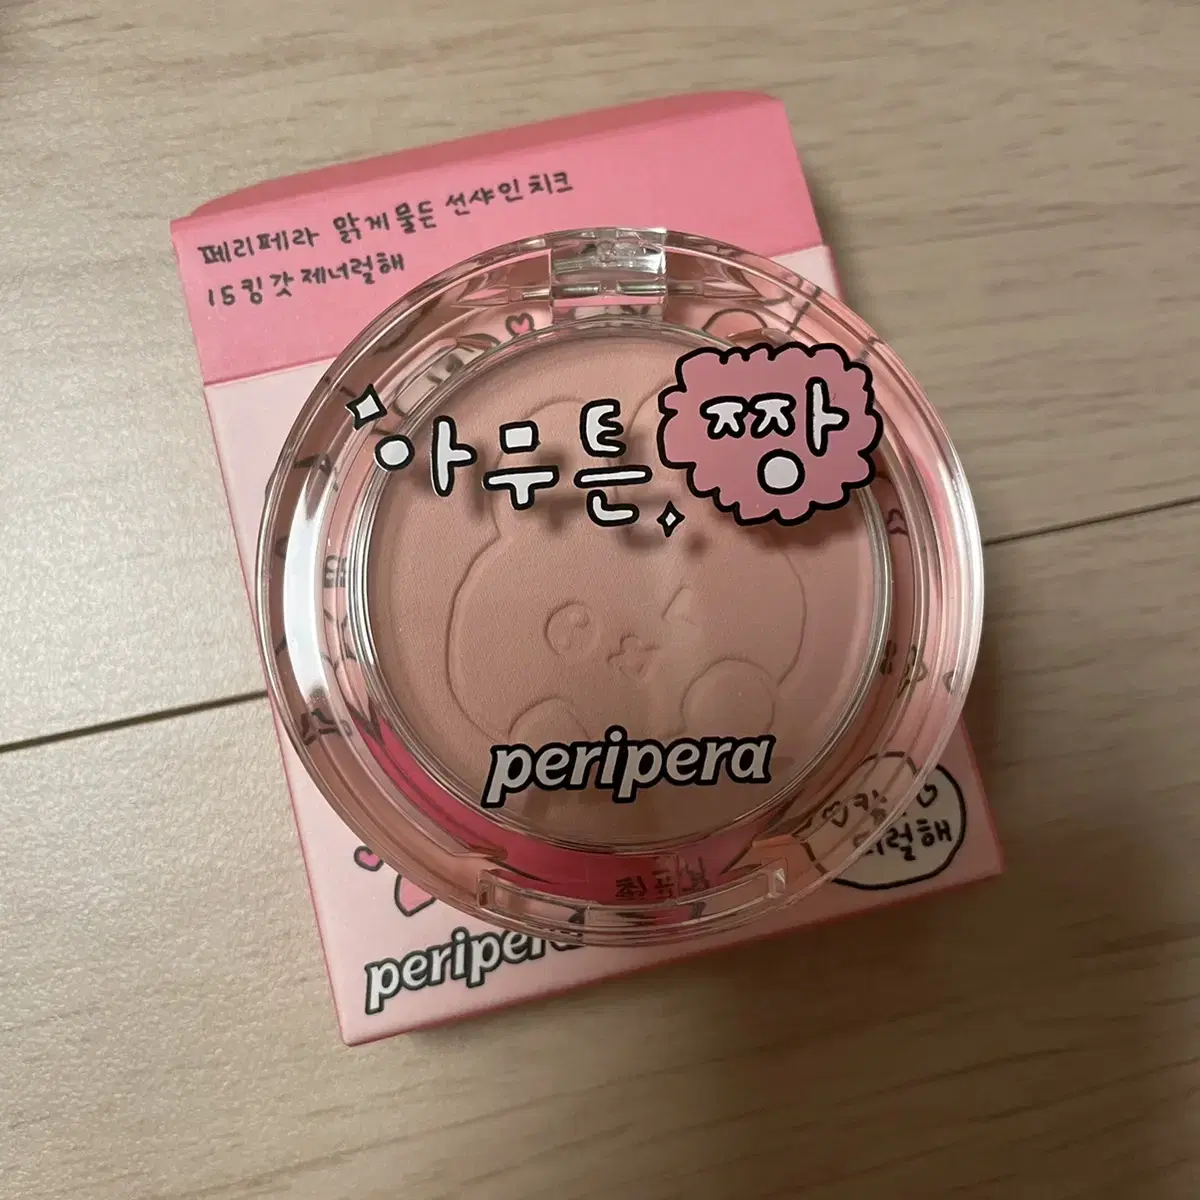 페리페라 맑게 물든 선샤인 치크
15 킹 갓 제너럴해
아무튼 짱
peripera
peripera